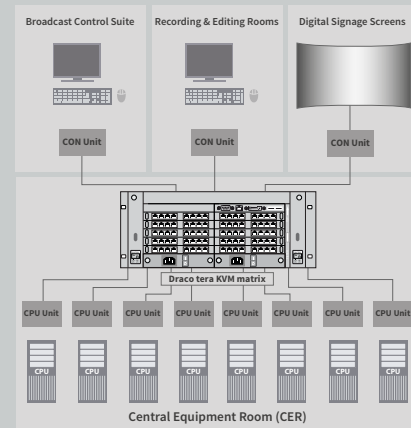 Broadcast Control Suite
Recording & Editing Rooms
Digital Signage Screens
CON Unit
CON Unit
CON Unit
Draco tera KVM matrix
CPU Unit
CPU Unit
CPU Unit
CPU Unit
CPU Unit
CPU Unit
CPU Unit
CPU Unit
CPU
CPU
CPU
CPU
CPU
CPU
CPU
CPU
Central Equipment Room (CER)